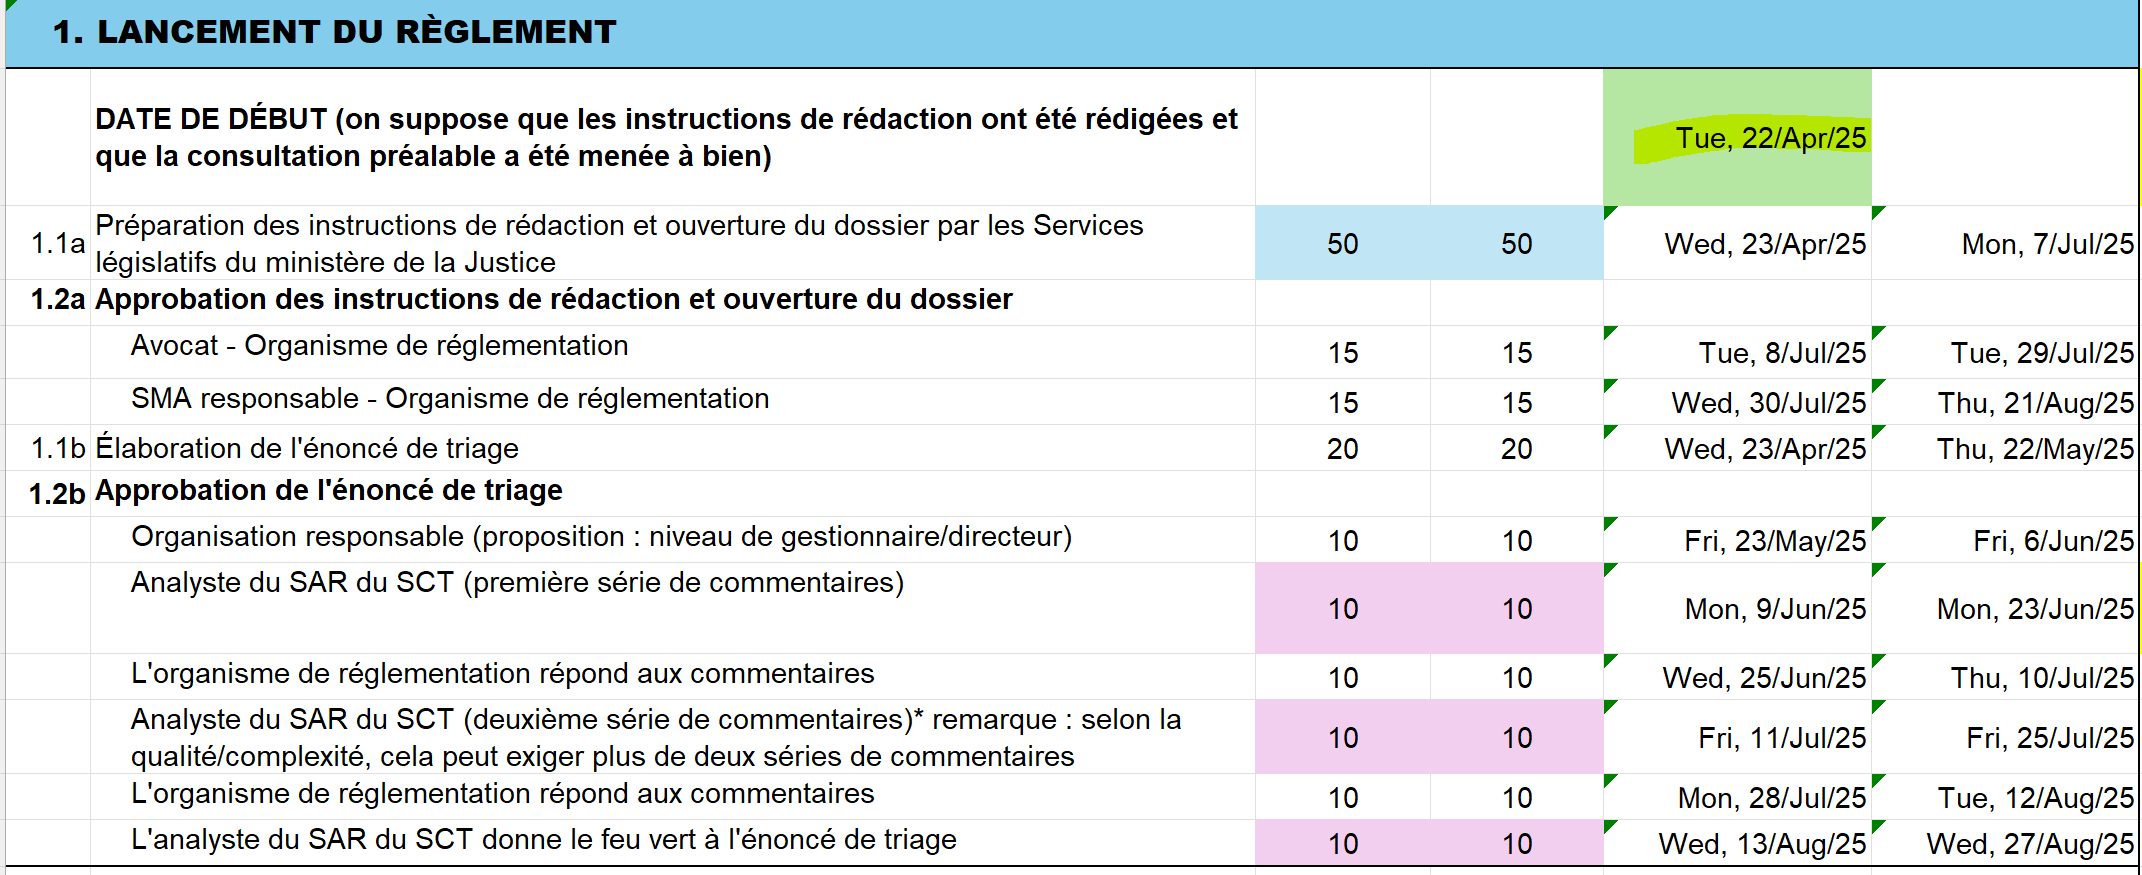 1. LANCEMENT DU RÈGLEMENT
DATE DE DÉBUT (on suppose que les instructions de rédaction ont été rédigées et
que la consultation préalable a été menée à bien)
Tue, 22/Apr/25
1.1a Préparation des instructions de rédaction et ouverture du dossier par les Services
législatifs du ministère de la Justice
50 50 Wed, 23/Apr/25 Mon, 7/Jul/25
1.2a Approbation des instructions de rédaction et ouverture du dossier
Avocat - Organisme de réglementation 15 15 Tue, 8/Jul/25 Tue, 29/Jul/25
SMA responsable - Organisme de réglementation 15 15 Wed, 30/Jul/25 Thu, 21/Aug/25
1.1b Élaboration de l'énoncé de triage 20 20 Wed, 23/Apr/25 Thu, 22/May/25
1.2b Approbation de l'énoncé de triage
Organisation responsable (proposition : niveau de gestionnaire/directeur) 10 10 Fri, 23/May/25 Fri, 6/Jun/25
Analyste du SAR du SCT (première série de commentaires) 10 10 Mon, 9/Jun/25 Mon, 23/Jun/25
L'organisme de réglementation répond aux commentaires 10 10 Wed, 25/Jun/25 Thu, 10/Jul/25
Analyste du SAR du SCT (deuxième série de commentaires)* remarque : selon la
qualité/complexité, cela peut exiger plus de deux séries de commentaires
10 10 Fri, 11/Jul/25 Fri, 25/Jul/25
L'organisme de réglementation répond aux commentaires 10 10 Mon, 28/Jul/25 Tue, 12/Aug/25
L'analyste du SAR du SCT donne le feu vert à l'énoncé de triage 10 10 Wed, 13/Aug/25 Wed, 27/Aug/25